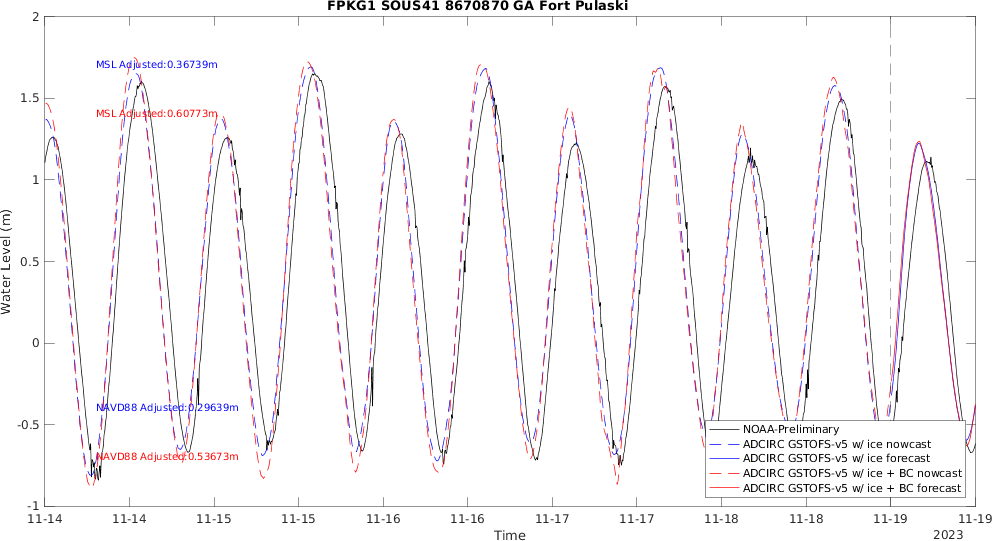 FPKG1 SOUS41 8670870 GA Fort Pulaski
2
1.5
1
0.5
0
-0.5
-1
Water Level (m)
MSL Adjusted:0.36739m
MSL Adjusted:0.60773m
NAVD88 Adjusted:0.29639m
NAVD88 Adjusted:0.53673m
NOAA-Preliminary
ADCIRC GSTOFS-v5 w/ ice nowcast
ADCIRC GSTOFS-v5 w/ ice forecast
ADCIRC GSTOFS-v5 w/ ice + BC nowcast
ADCIRC GSTOFS-v5 w/ ice + BC forecast
11-14 11-14 11-15 11-15 11-16 11-16 11-17 11-17 11-18 11-18 11-19 11-19
Time
2023